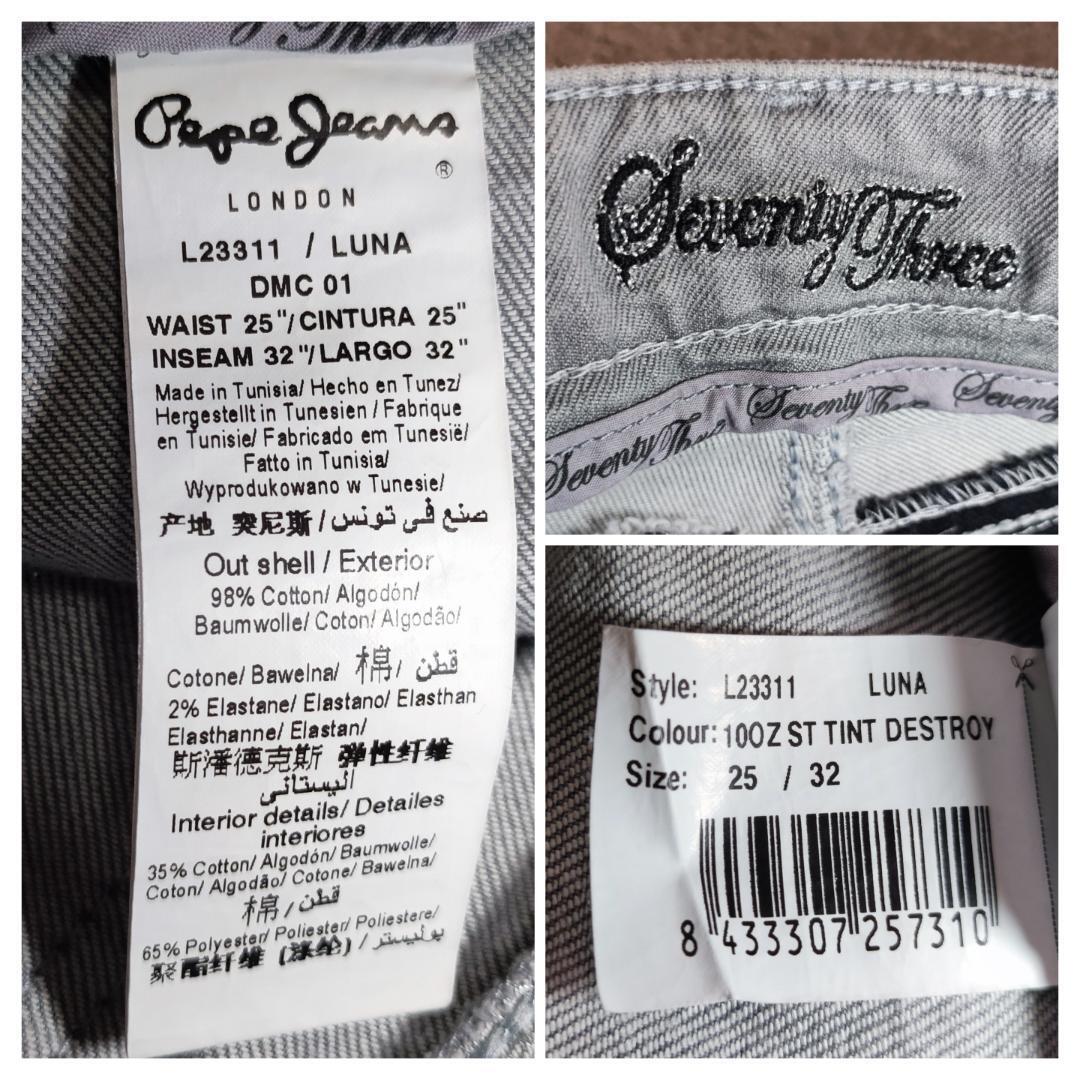 Pepe Jeans
®
LONDON
L23311 / LUNA
DMC 01
WAIST 25"/CINTURA 25"
INSEAM 32"/LARGO 32"
Made in Tunisia/ Hecho en Tunez/
Hergestellt in Tunesien / Fabrique
en Tunisie/ Fabricado em Tunesië/
Fatto in Tunisia/
Wyprodukowano w Tunesie/
产地 突尼斯/صنع في تونس
Out shell / Exterior
98% Cotton/ Algodón/
Baumwolle/ Coton/ Algodão/
Cotone/ Bawelna/ 棉/ قطن
2% Elastane/ Elastano/ Elasthan
Elasthanne/ Elastan/
斯潘德克斯 弹性纤维
اليستاني
Interior details/ Detailes
interiores
35% Cotton/ Algodón/ Baumwolle/
Coton/ Algodão/ Cotone/ Bawelna/
棉/قطن
65% Polyester/ Poliester/ Poliestere/
聚酯纤维 (涤纶) / بوليستر
Seventy Three
Seventy Three Seventy Three Seventy
Style: L23311 LUNA
Colour: 10OZ ST TINT DESTROY
Size: 25 / 32
8 433307 257310